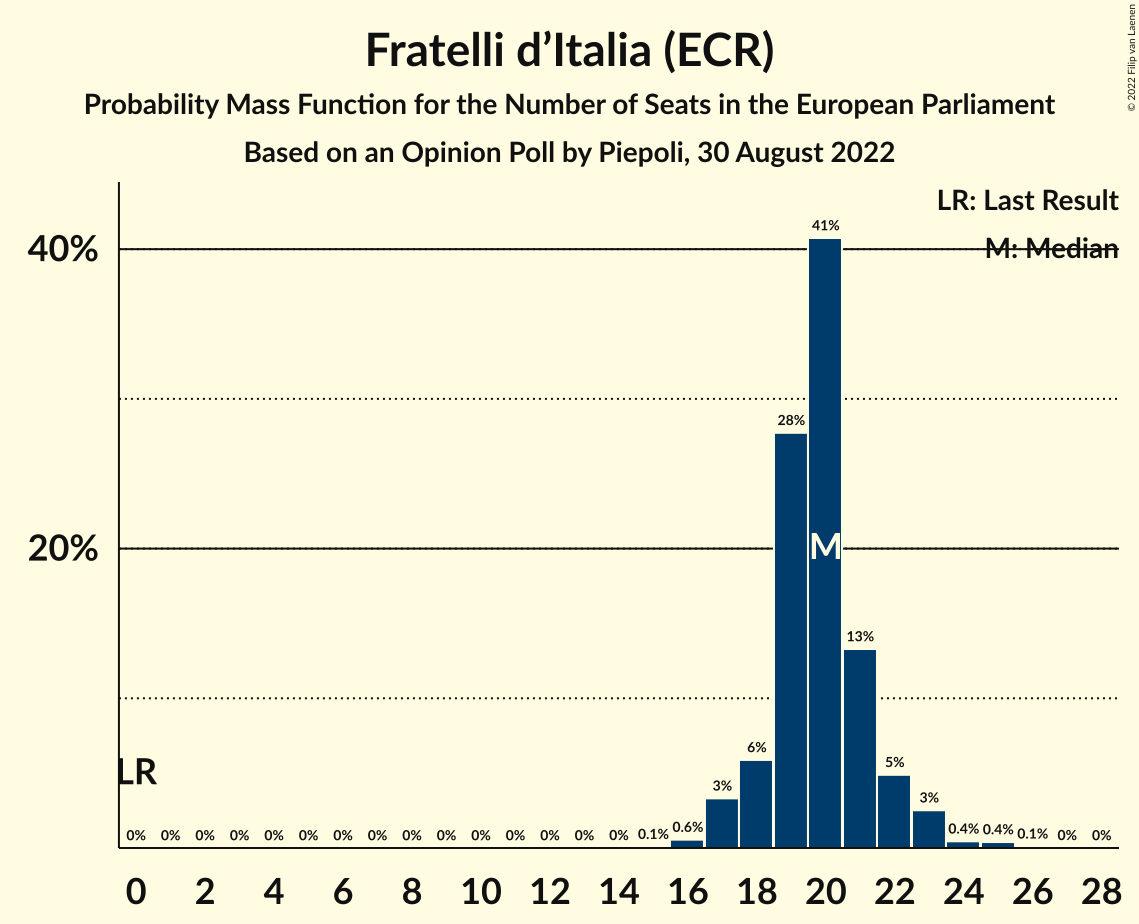 Fratelli d’Italia (ECR)
Probability Mass Function for the Number of Seats in the European Parliament
Based on an Opinion Poll by Piepoli, 30 August 2022
© 2022 Filip van Laenen
LR: Last Result
M: Median
40%
20%
41%
28%
M
13%
6%
5%
3%
3%
LR
0% 0% 0% 0% 0% 0% 0% 0% 0% 0% 0% 0% 0% 0% 0% 0.1% 0.6% 0.4% 0.4% 0.1% 0% 0%
0 2 4 6 8 10 12 14 16 18 20 22 24 26 28